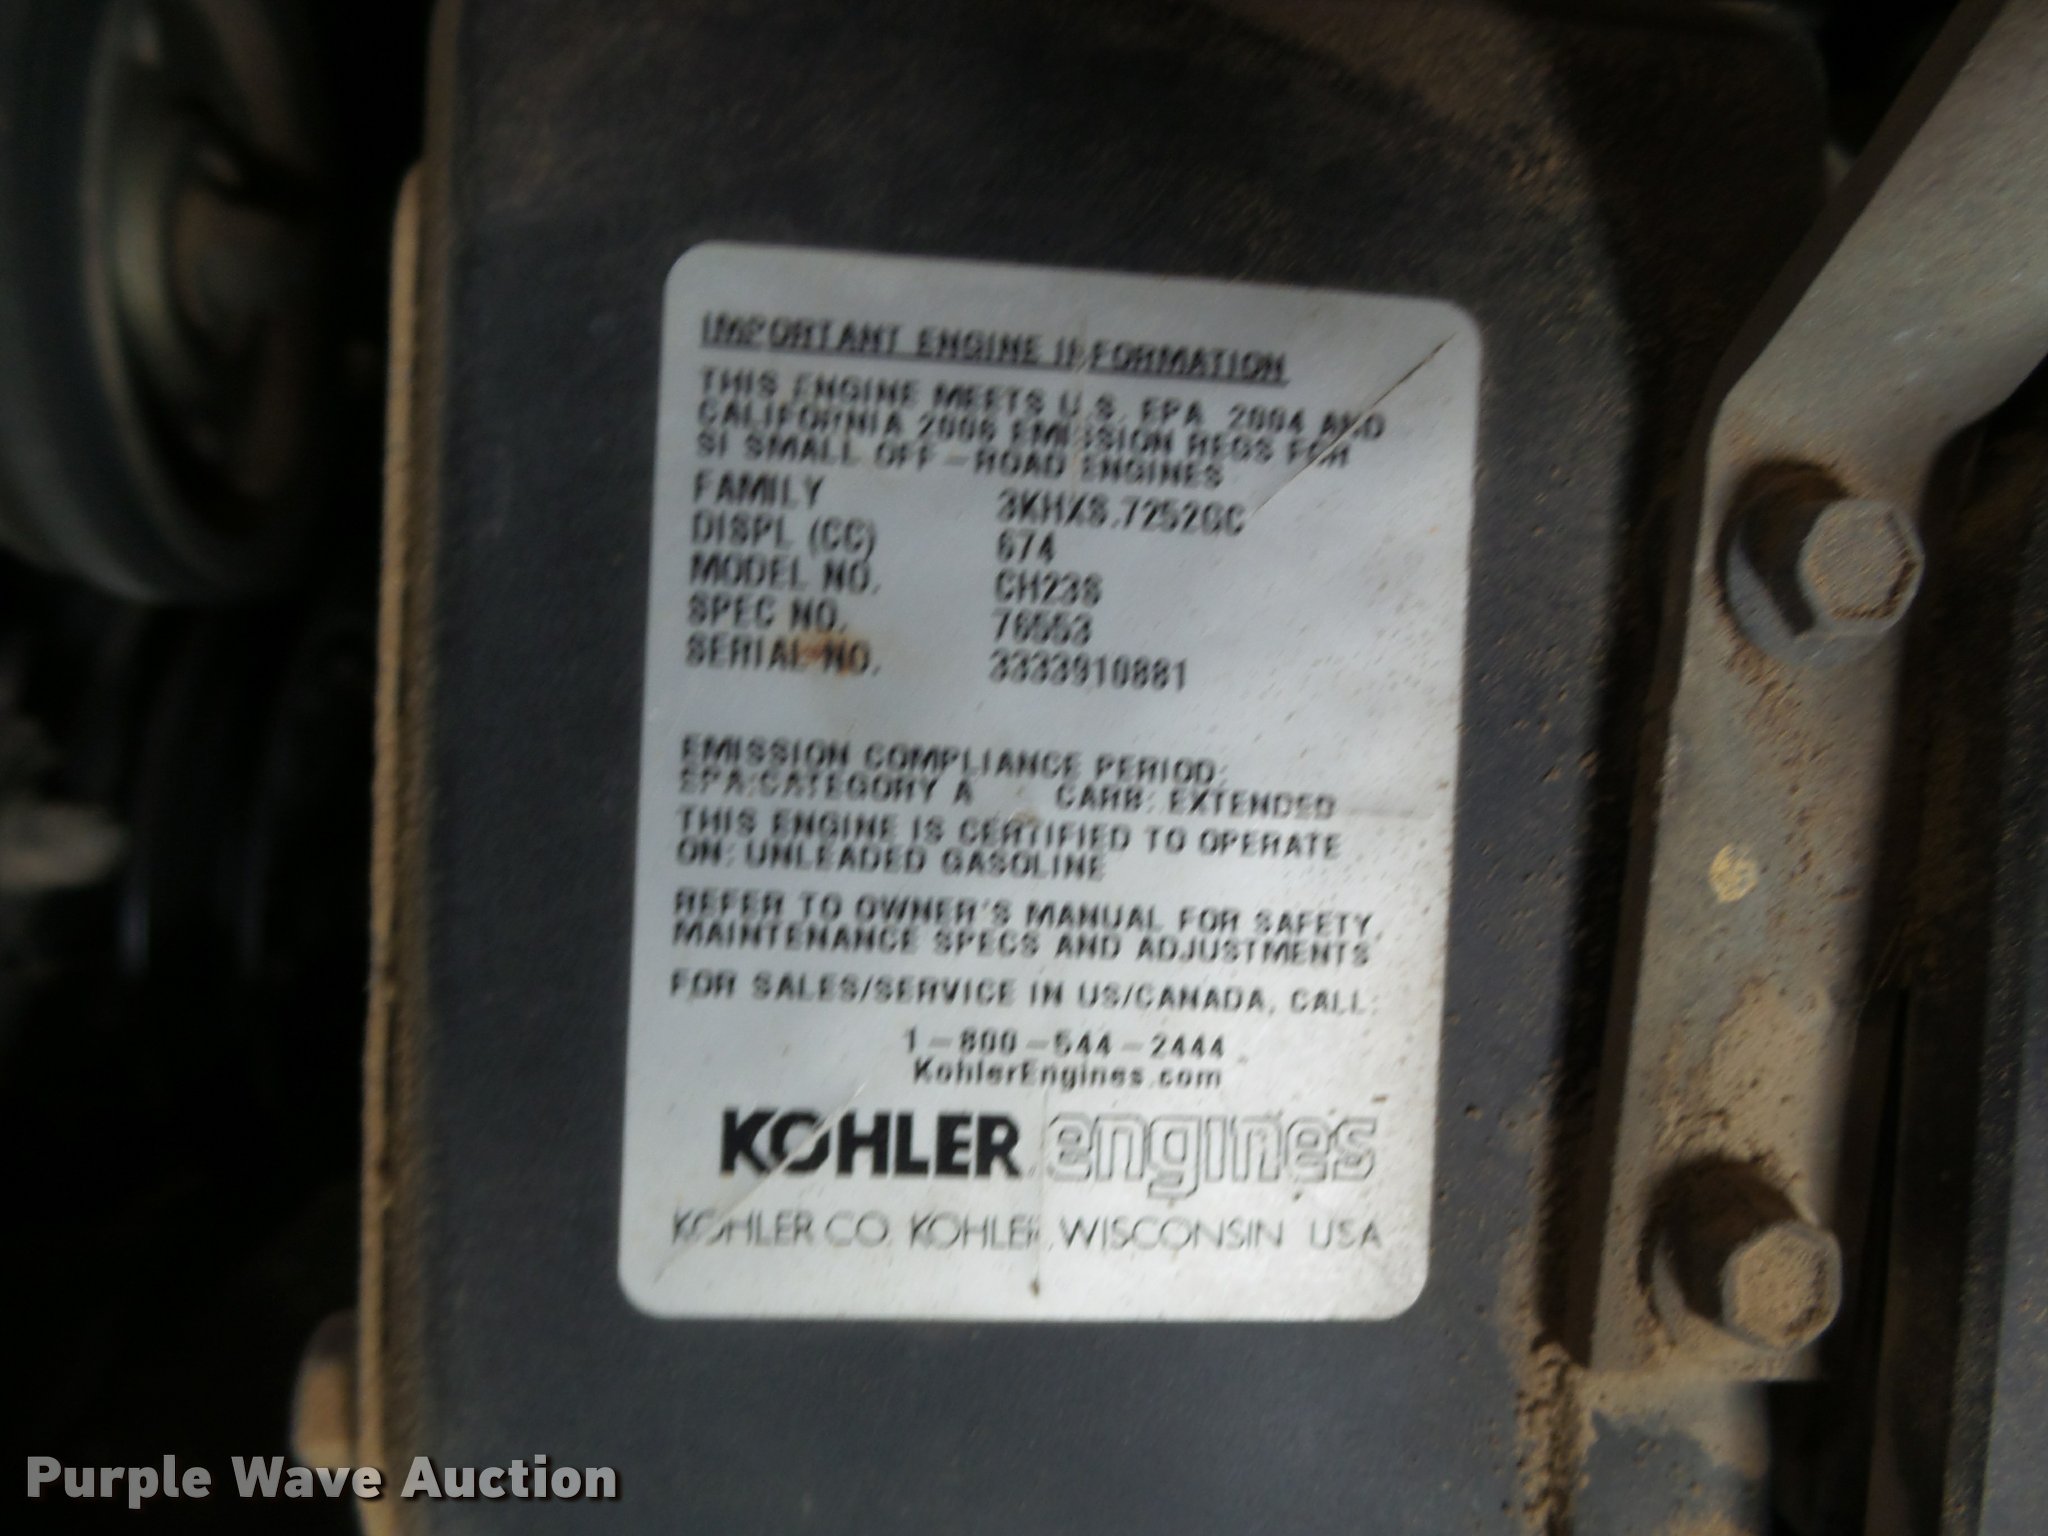 IMPORTANT ENGINE INFORMATION
THIS ENGINE MEETS U.S. EPA 2004 AND
CALIFORNIA 2006 EMISSION REGS FOR
SI SMALL OFF-ROAD ENGINES
FAMILY 3KHXS.7252GC
DISPL (CC) 674
MODEL NO. CH23S
SPEC NO. 76553
SERIAL NO. 3333910881
EMISSION COMPLIANCE PERIOD:
EPA:CATEGORY A CARB: EXTENDED
THIS ENGINE IS CERTIFIED TO OPERATE
ON: UNLEADED GASOLINE
REFER TO OWNER'S MANUAL FOR SAFETY,
MAINTENANCE SPECS AND ADJUSTMENTS
FOR SALES/SERVICE IN US/CANADA, CALL:
1-800-544-2444
KohlerEngines.com
KOHLER engines
KOHLER CO. KOHLER, WISCONSIN USA
Purple Wave Auction